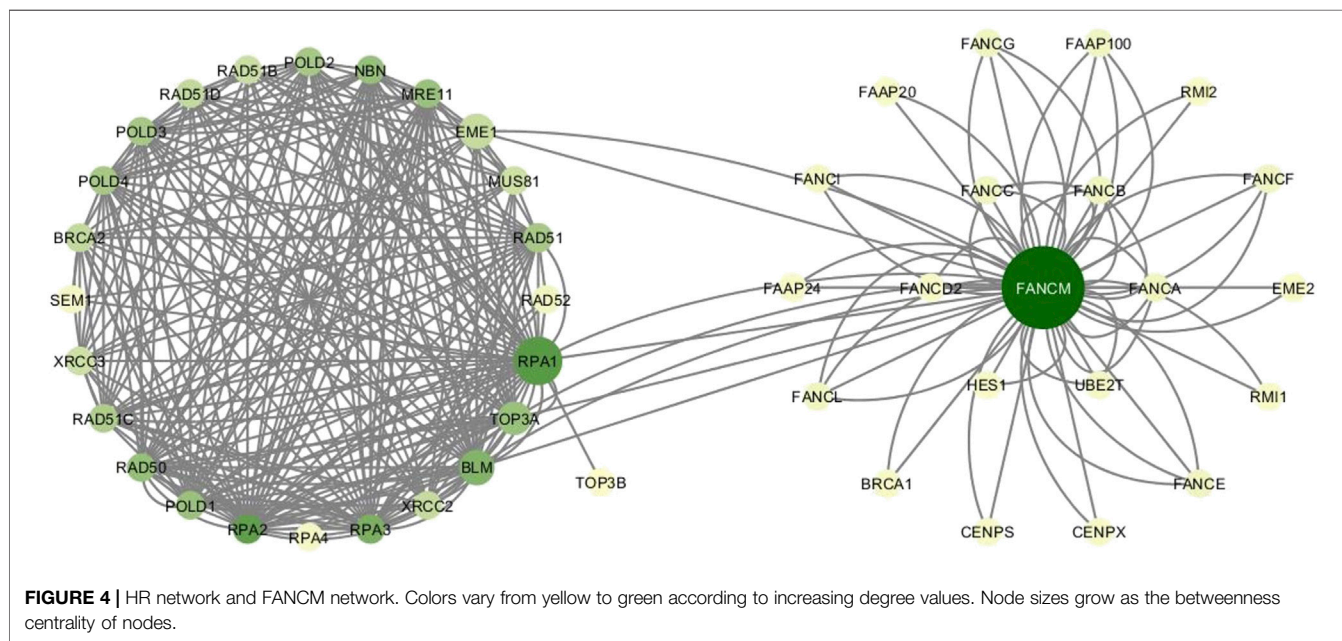 FANCG
FAAP100
RAD51B
POLD2
NBN
FAAP20
RMI2
RAD51D
MRE11
POLD3
EME1
POLD4
MUS81
FANCI
FANCC
FANCB
FANCF
BRCA2
RAD51
SEM1
RAD52
FAAP24
FANCD2
FANCM
FANCA
EME2
XRCC3
RPA1
HES1
UBE2T
FANCL
RMI1
RAD51C
TOP3A
RAD50
BLM
TOP3B
BRCA1
FANCE
POLD1
XRCC2
RPA2
RPA4
RPA3
CENPS
CENPX
FIGURE 4 | HR network and FANCM network. Colors vary from yellow to green according to increasing degree values. Node sizes grow as the betweenness
centrality of nodes.